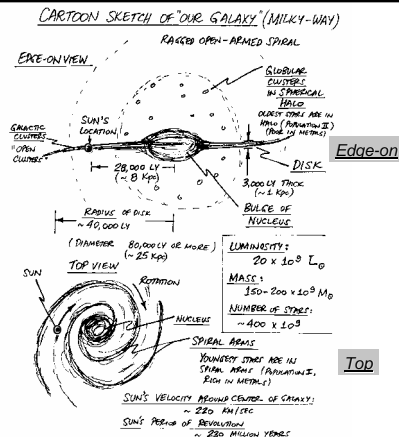 CARTOON SKETCH OF "OUR GALAXY" (MILKY-WAY)
RAGGED OPEN-ARMED SPIRAL
EDGE-ON VIEW
GLOBULAR
CLUSTERS
IN SPHERICAL
HALO
OLDEST STARS ARE IN
HALO (POPULATION II)
(POOR IN METALS)
SUN'S
LOCATION
GALACTIC
CLUSTERS
"OPEN
CLUSTERS"
Edge-on
DISK
28,000 LY
(~ 8 Kpc)
3,000 LY THICK
(~ 1 Kpc)
BULGE OF
NUCLEUS
RADIUS OF DISK
~ 40,000 LY
(DIAMETER 80,000 LY OR MORE)
(~ 25 Kpc)
LUMINOSITY:
20 x 10⁹ L⊙
MASS:
150-200 x 10⁹ M⊙
NUMBER OF STARS:
~ 400 x 10⁹
TOP VIEW
SUN
ROTATION
NUCLEUS
SPIRAL ARMS
YOUNGEST STARS ARE IN
SPIRAL ARMS (POPULATION I,
RICH IN METALS)
Top
SUN'S VELOCITY AROUND CENTER OF GALAXY:
~ 220 KM/SEC
SUN'S PERIOD OF REVOLUTION
~ 230 MILLION YEARS